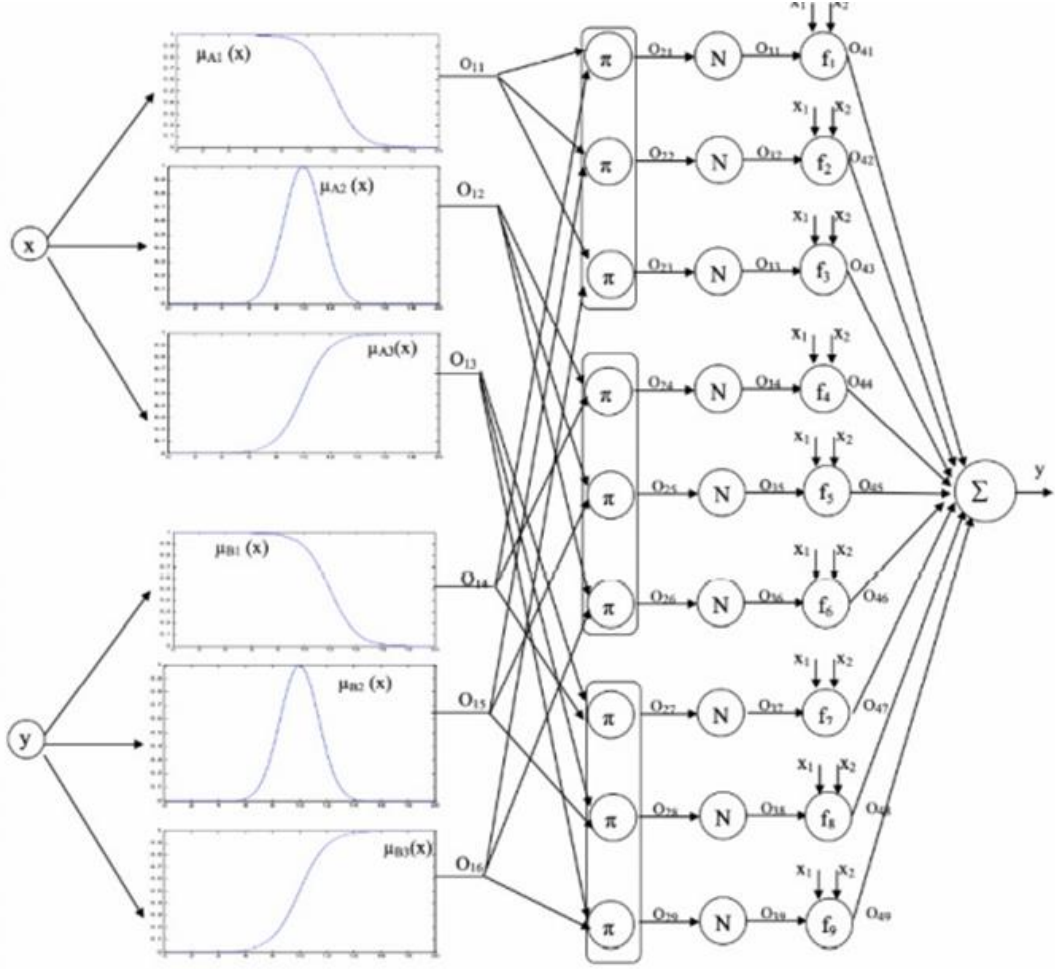 x₁ x₂
μA1 (x)
O11
π O21 N O31 f1 O41
x1 x2
π O22 N O32 f2 O42
μA2 (x)
O12
x
x1 x2
π O23 N O33 f3 O43
μA3(x)
O13
x1 x2
π O24 N O34 f4 O44
x1 x2
π O25 N O35 f5 O45
Σ
y
μB1 (x)
O14
x1 x2
π O26 N O36 f6 O46
μB2 (x)
O15
y
x1 x2
π O27 N O37 f7 O47
x1 x2
π O28 N O38 f8 O48
μB3(x)
O16
x1 x2
π O29 N O39 f9 O49